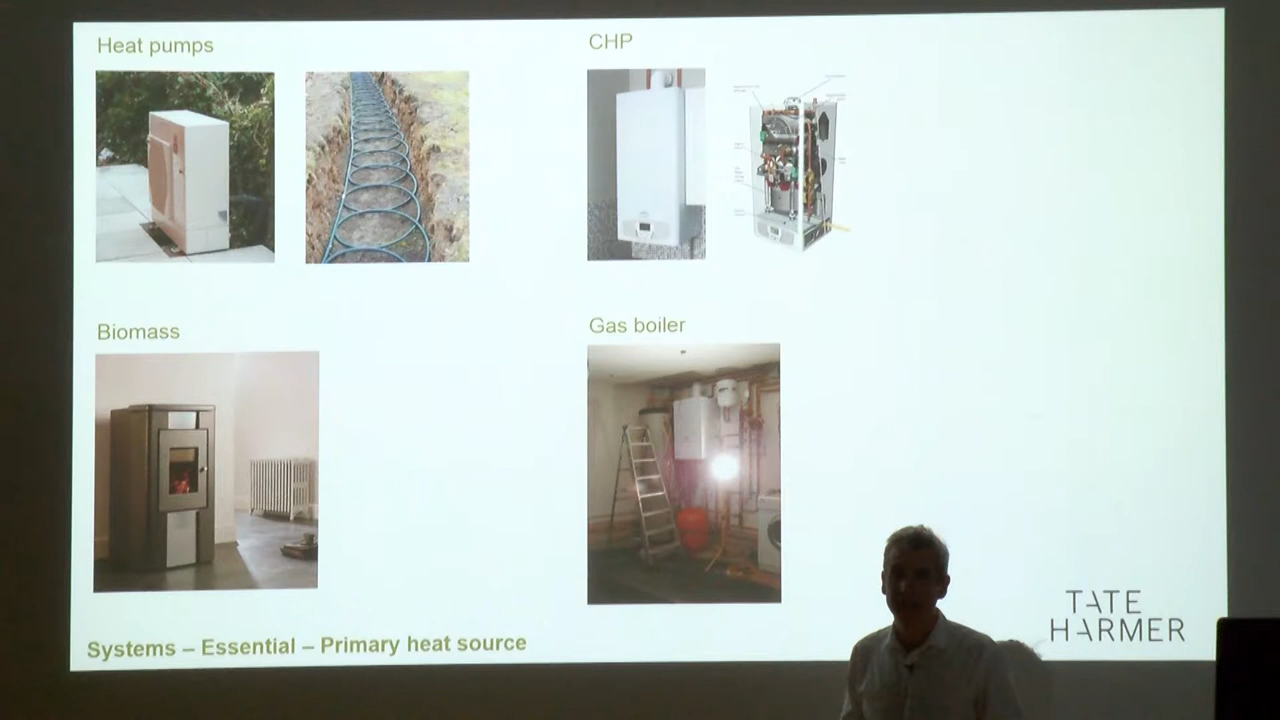 Heat pumps
CHP
Biomass
Gas boiler
Systems – Essential – Primary heat source
TATE
HARMER